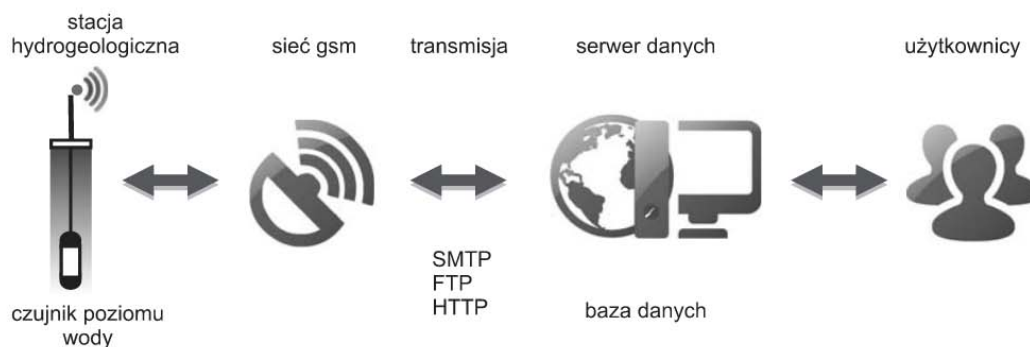 stacja
hydrogeologiczna
sieć gsm
transmisja
serwer danych
użytkownicy
SMTP
FTP
HTTP
czujnik poziomu
wody
baza danych